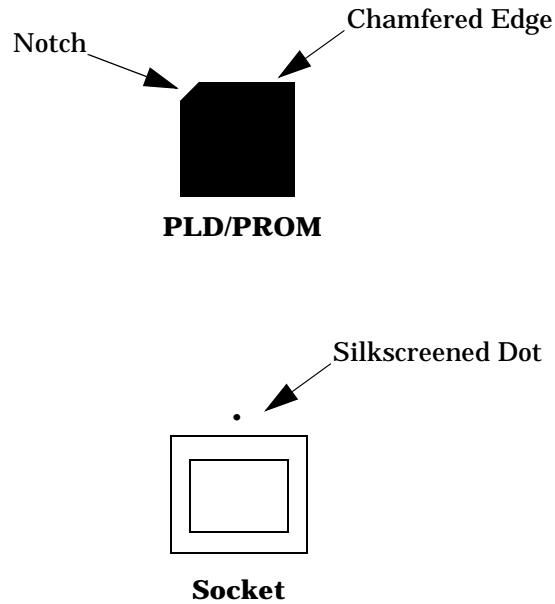 Chamfered Edge
Notch
PLD/PROM
Silkscreened Dot
Socket